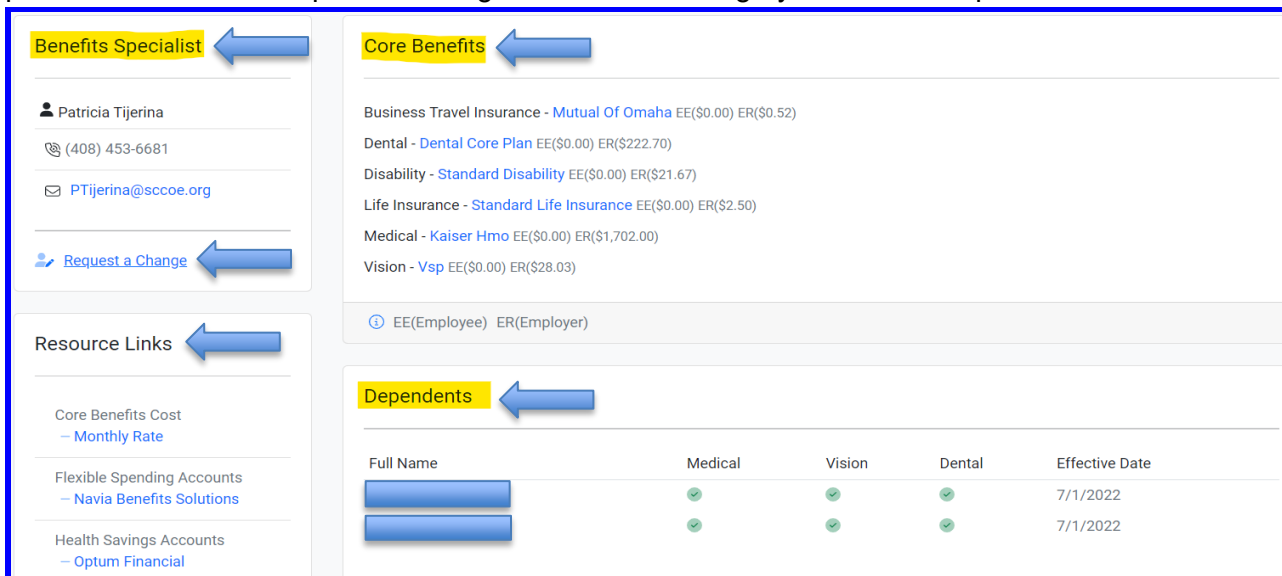 Benefits Specialist
Patricia Tijerina
(408) 453-6681
PTijerina@sccoe.org
Request a Change
Resource Links
Core Benefits Cost
– Monthly Rate
Flexible Spending Accounts
– Navia Benefits Solutions
Health Savings Accounts
– Optum Financial
Core Benefits
Business Travel Insurance - Mutual Of Omaha EE($0.00) ER($0.52)
Dental - Dental Core Plan EE($0.00) ER($222.70)
Disability - Standard Disability EE($0.00) ER($21.67)
Life Insurance - Standard Life Insurance EE($0.00) ER($2.50)
Medical - Kaiser Hmo EE($0.00) ER($1,702.00)
Vision - Vsp EE($0.00) ER($28.03)
EE(Employee) ER(Employer)
Dependents
Full Name Medical Vision Dental Effective Date
7/1/2022
7/1/2022